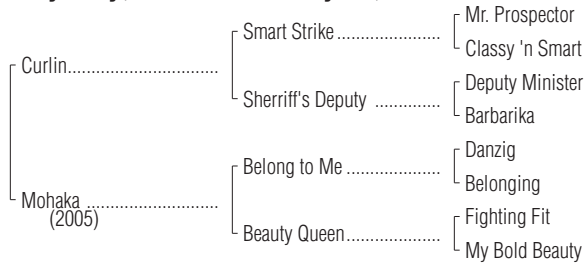 Mr. Prospector
Smart Strike
Classy 'n Smart
Curlin
Deputy Minister
Sherriff's Deputy
Barbarika
Danzig
Belong to Me
Belonging
Mohaka
(2005)
Fighting Fit
Beauty Queen
My Bold Beauty